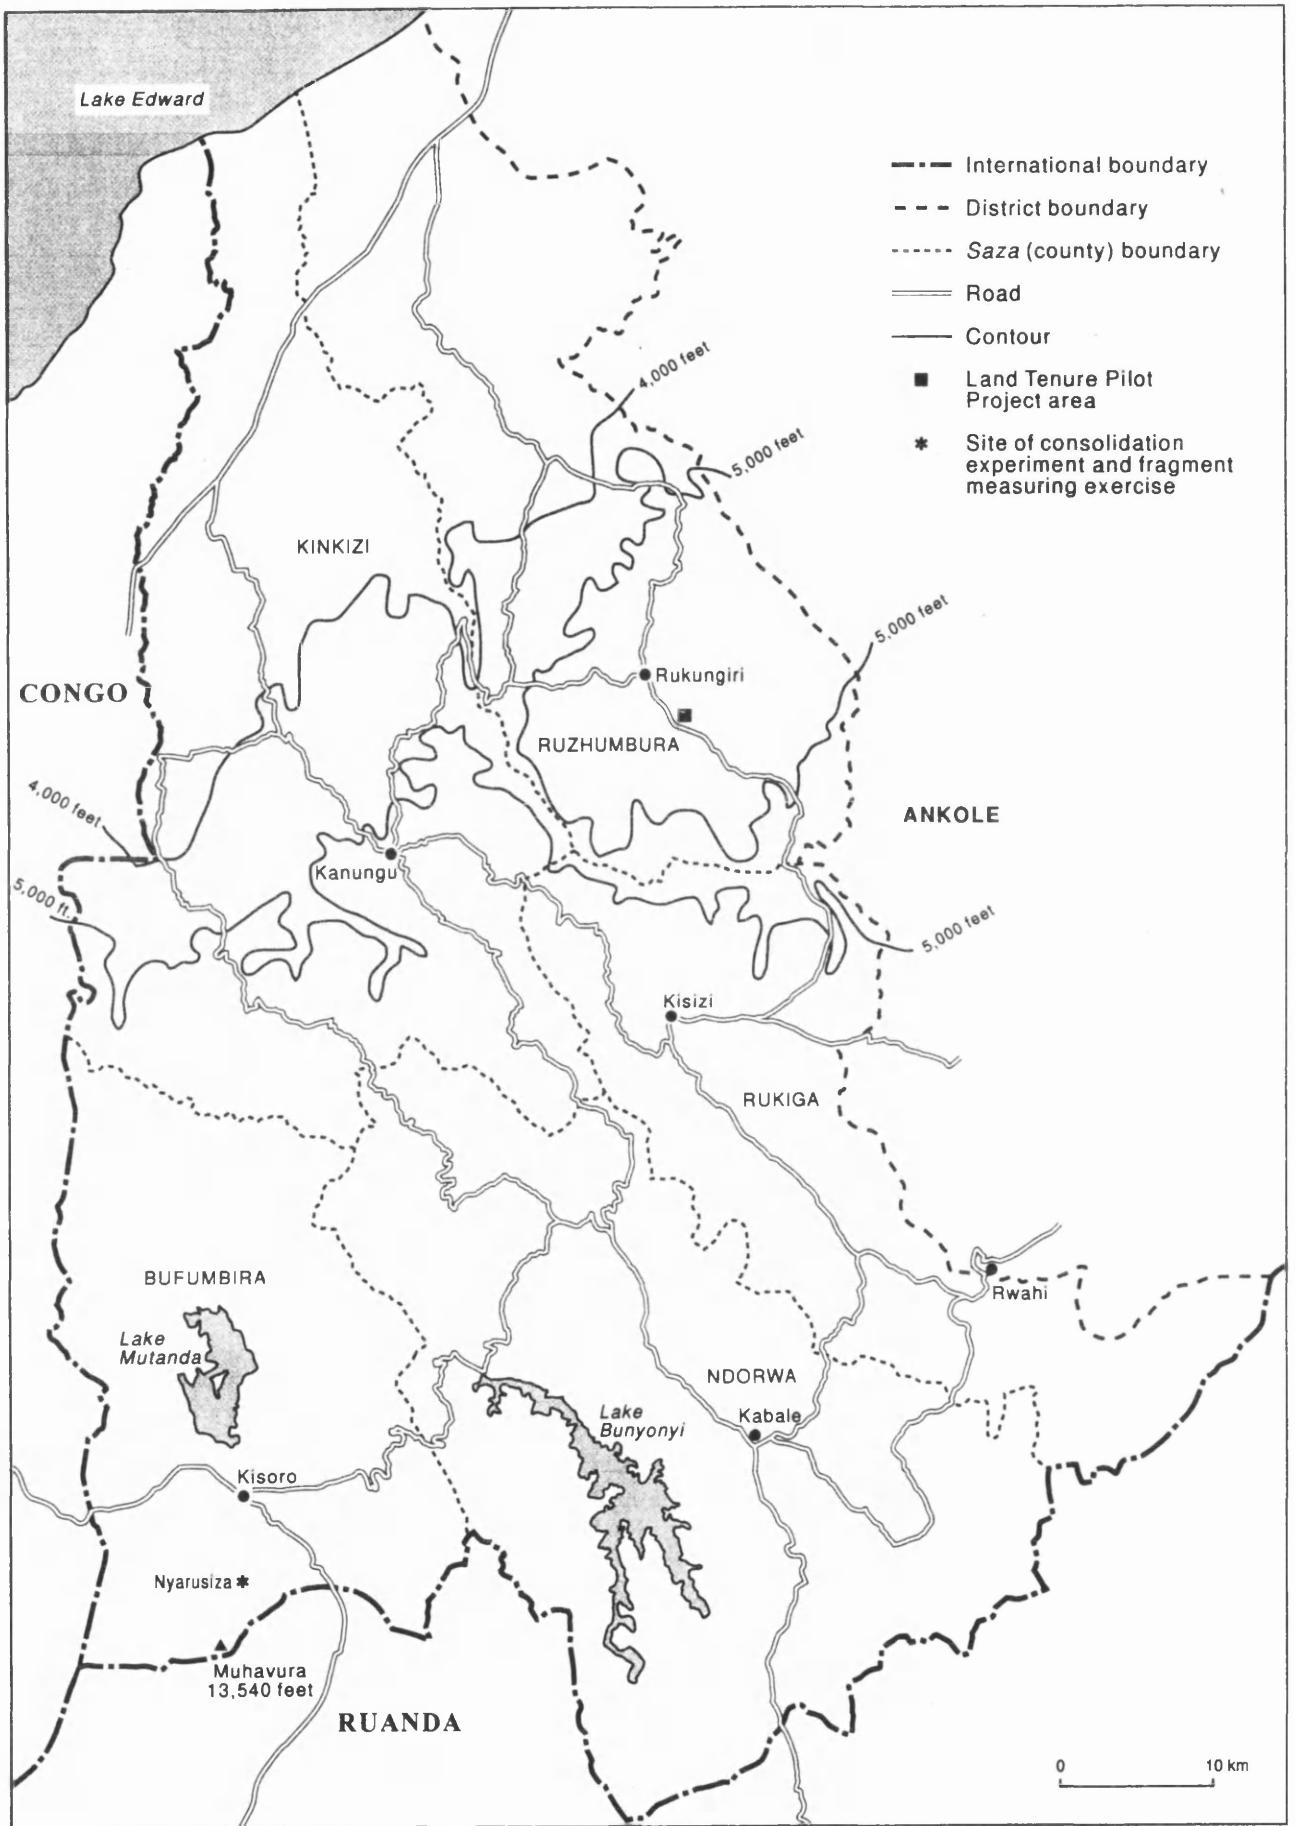 Lake Edward
International boundary
District boundary
Saza (county) boundary
Road
Contour
Land Tenure Pilot
Project area
Site of consolidation
experiment and fragment
measuring exercise
4,000 feet
5,000 feet
KINKIZI
5,000 feet
CONGO
Rukungiri
RUZHUMBURA
4,000 feet
ANKOLE
Kanungu
5,000 ft.
5,000 feet
Kisizi
RUKIGA
BUFUMBIRA
Rwahi
Lake
Mutanda
NDORWA
Lake
Bunyonyi
Kabale
Kisoro
Nyarusiza
Muhavura
13,540 feet
RUANDA
0 10 km